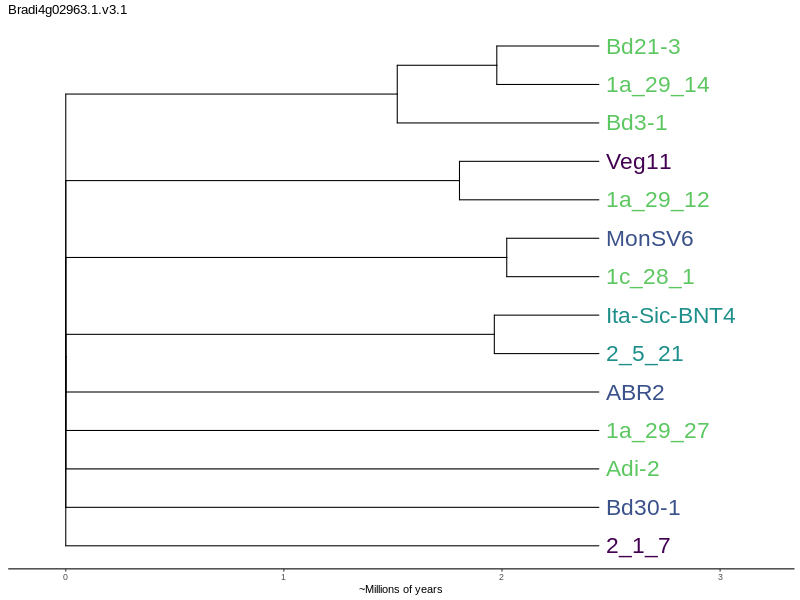 Bradi4g02963.1.v3.1
Bd21-3
1a_29_14
Bd3-1
Veg11
1a_29_12
MonSV6
1c_28_1
Ita-Sic-BNT4
2_5_21
ABR2
1a_29_27
Adi-2
Bd30-1
2_1_7
0 1 2 3
~Millions of years